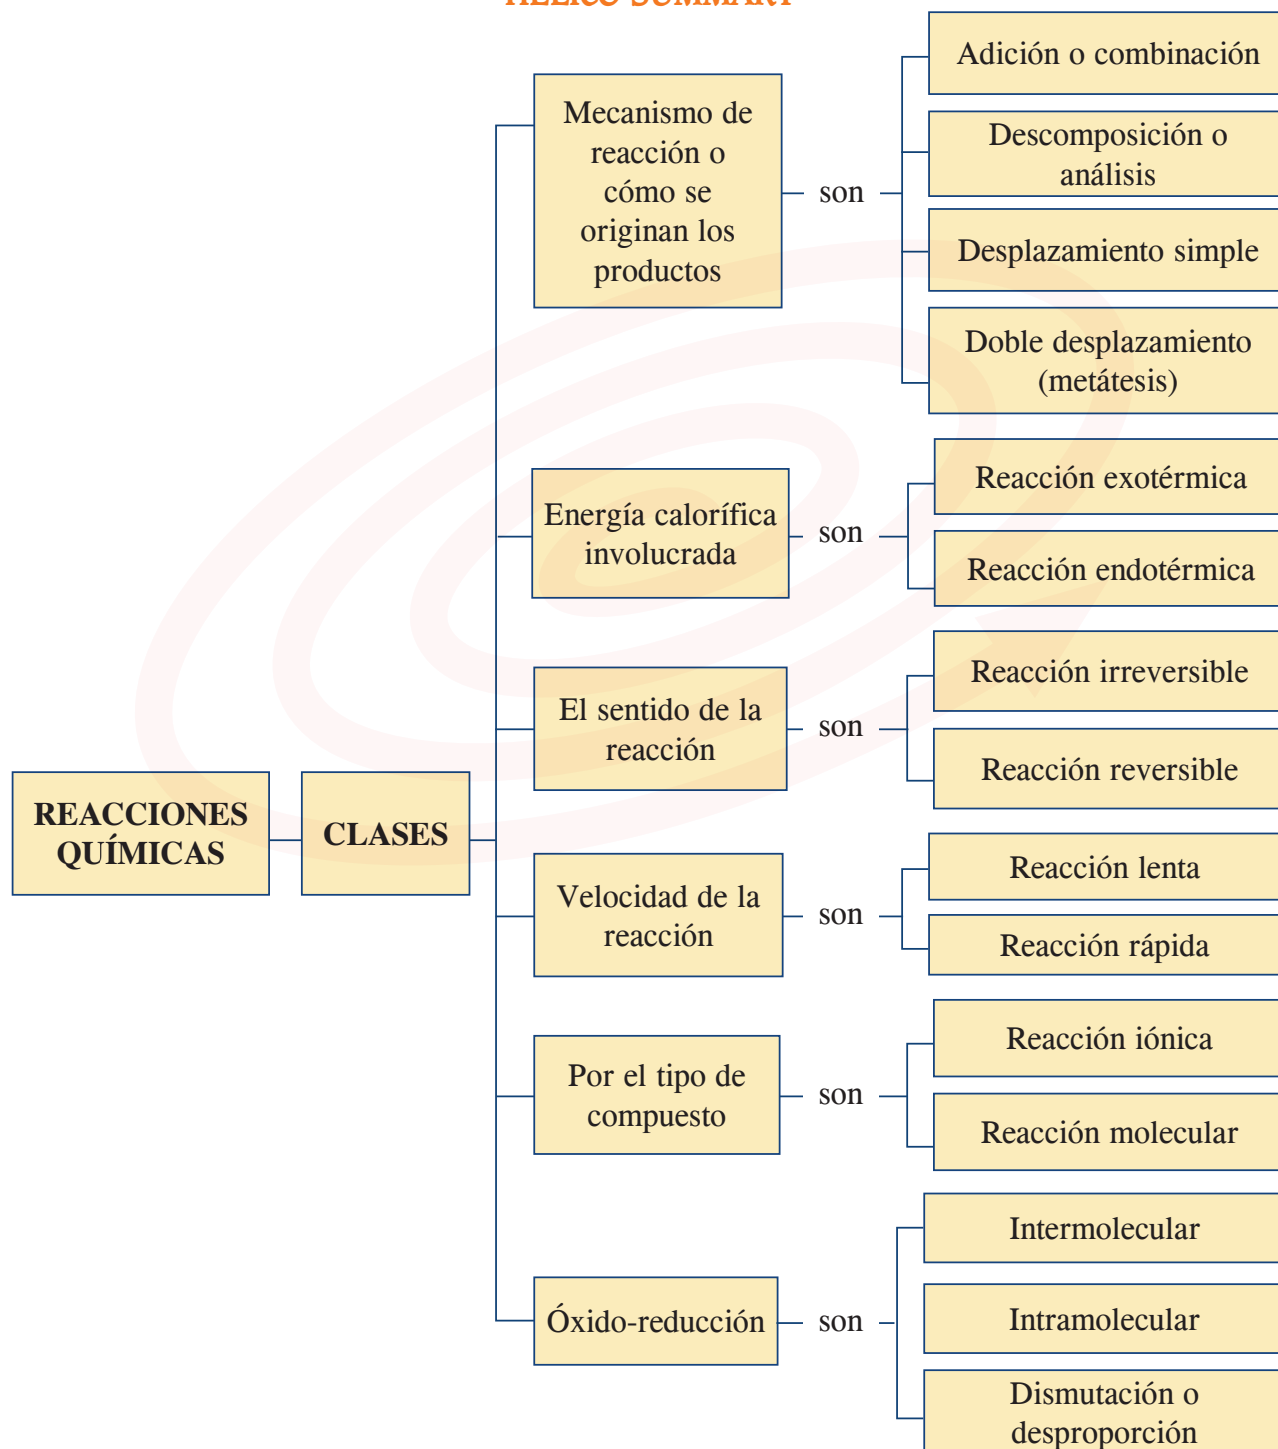 HELICO SUMMARY
REACCIONES
QUÍMICAS
CLASES
Mecanismo de
reacción o
cómo se
originan los
productos
son
Adición o combinación
Descomposición o
análisis
Desplazamiento simple
Doble desplazamiento
(metátesis)
Energía calorífica
involucrada
son
Reacción exotérmica
Reacción endotérmica
El sentido de la
reacción
son
Reacción irreversible
Reacción reversible
Velocidad de la
reacción
son
Reacción lenta
Reacción rápida
Por el tipo de
compuesto
son
Reacción iónica
Reacción molecular
Óxido-reducción
son
Intermolecular
Intramolecular
Dismutación o
desproporción